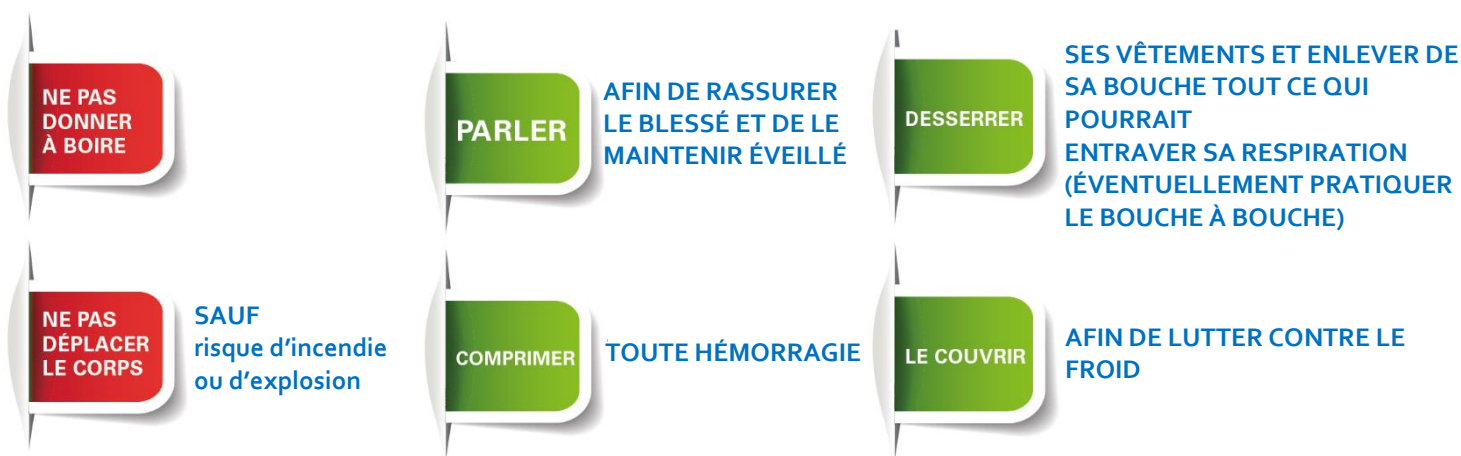 NE PAS
DONNER
À BOIRE
PARLER
AFIN DE RASSURER
LE BLESSÉ ET DE LE
MAINTENIR ÉVEILLÉ
DESSERRER
SES VÊTEMENTS ET ENLEVER DE
SA BOUCHE TOUT CE QUI
POURRAIT
ENTRAVER SA RESPIRATION
(ÉVENTUELLEMENT PRATIQUER
LE BOUCHE À BOUCHE)
NE PAS
DÉPLACER
LE CORPS
SAUF
risque d'incendie
ou d'explosion
COMPRIMER
TOUTE HÉMORRAGIE
LE COUVRIR
AFIN DE LUTTER CONTRE LE
FROID